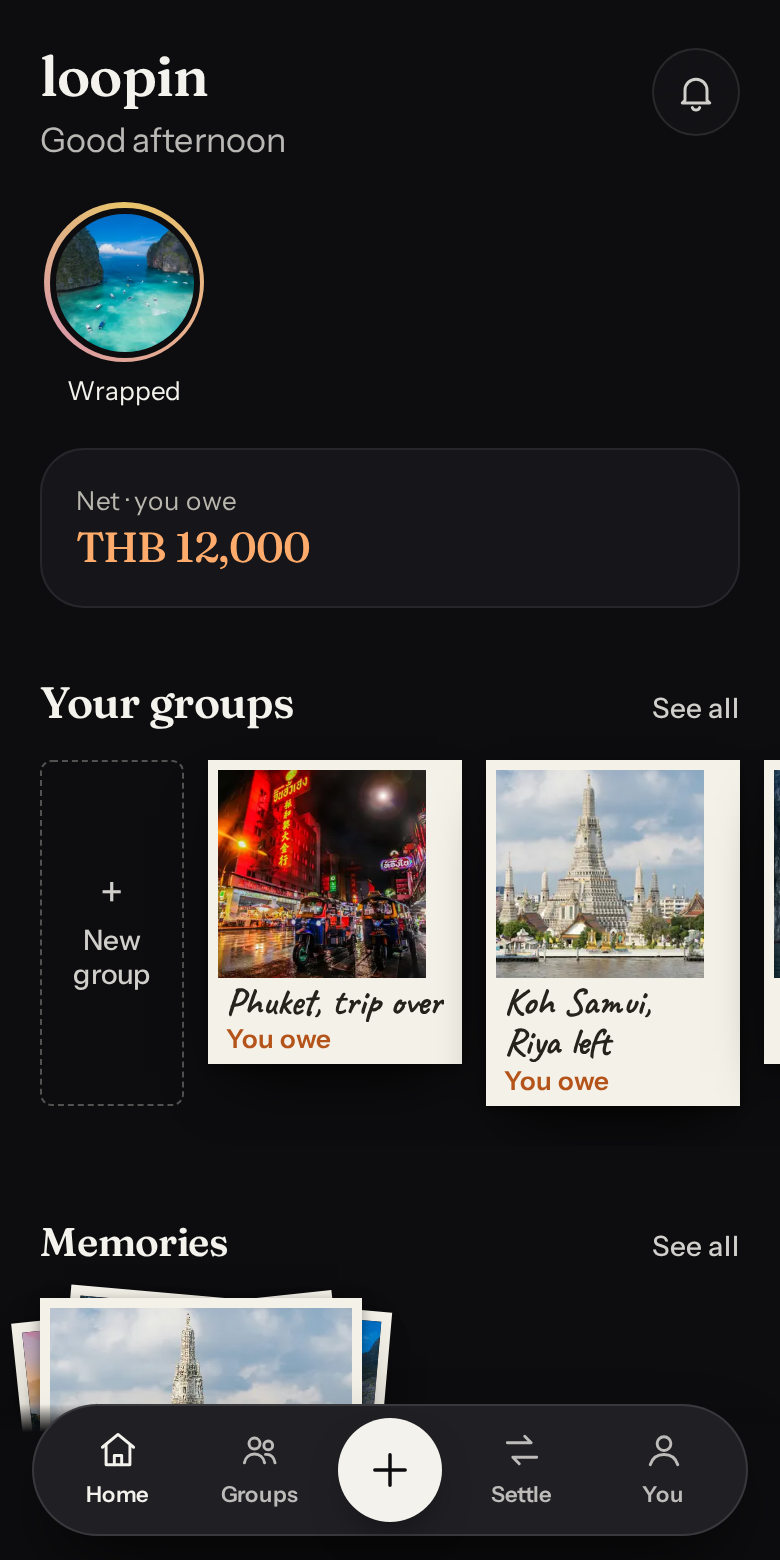 loopin
Good afternoon
Wrapped
Net · you owe
THB 12,000
Your groups
See all
+
New
group
Phuket, trip over
You owe
Koh Samui,
Riya left
You owe
Memories
See all
Home
Groups
Settle
You